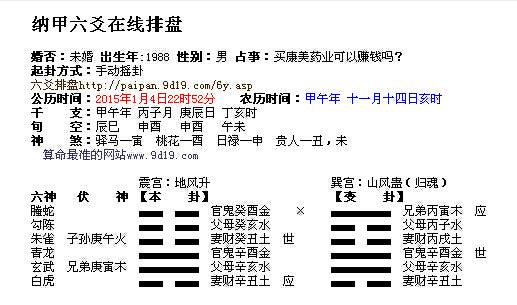 纳甲六爻在线排盘
婚否：未婚 出生年:1988 性别：男 占事：买康美药业可以赚钱吗？
起卦方式：手动摇卦
六爻排盘http://paipan.9d19.com/6y.asp
公历时间：2015年1月4日22时52分 农历时间：甲午年 十一月十四日亥时
干 支：甲午年 丙子月 庚辰日 丁亥时
旬 空：辰巳 申酉 申酉 午未
神 煞：驿马—寅 桃花—酉 日禄—申 贵人—丑，未
算命最准的网站www.9d19.com
震宫：地风升 巽宫：山风蛊（归魂）
六神 伏 神 【本 卦】 【变 卦】
螣蛇 官鬼癸酉金 × 兄弟丙寅木 应
勾陈 父母癸亥水 父母丙子水
朱雀 子孙庚午火 妻财癸丑土 世 妻财丙戌土
青龙 官鬼辛酉金 官鬼辛酉金 世
玄武 兄弟庚寅木 父母辛亥水 父母辛亥水
白虎 妻财辛丑土 应 妻财辛丑土